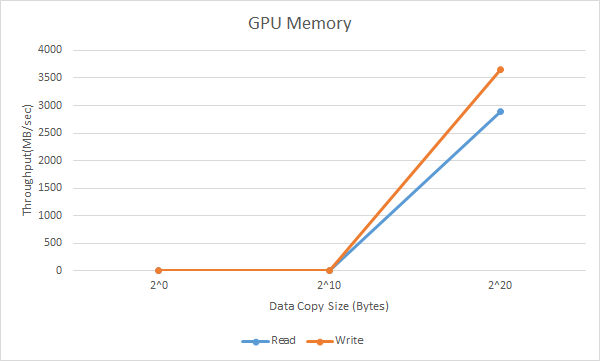 GPU Memory
4000
3500
3000
2500
2000
1500
1000
500
0
Throughput(MB/sec)
2^0 2^10 2^20
Data Copy Size (Bytes)
Read Write